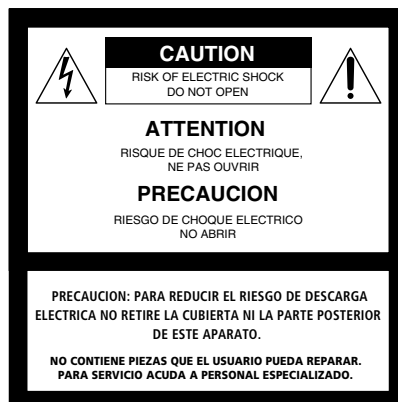 CAUTION
RISK OF ELECTRIC SHOCK
DO NOT OPEN
ATTENTION
RISQUE DE CHOC ELECTRIQUE,
NE PAS OUVRIR
PRECAUCION
RIESGO DE CHOQUE ELECTRICO
NO ABRIR
PRECAUCION: PARA REDUCIR EL RIESGO DE DESCARGA
ELECTRICA NO RETIRE LA CUBIERTA NI LA PARTE POSTERIOR
DE ESTE APARATO.
NO CONTIENE PIEZAS QUE EL USUARIO PUEDA REPARAR.
PARA SERVICIO ACUDA A PERSONAL ESPECIALIZADO.